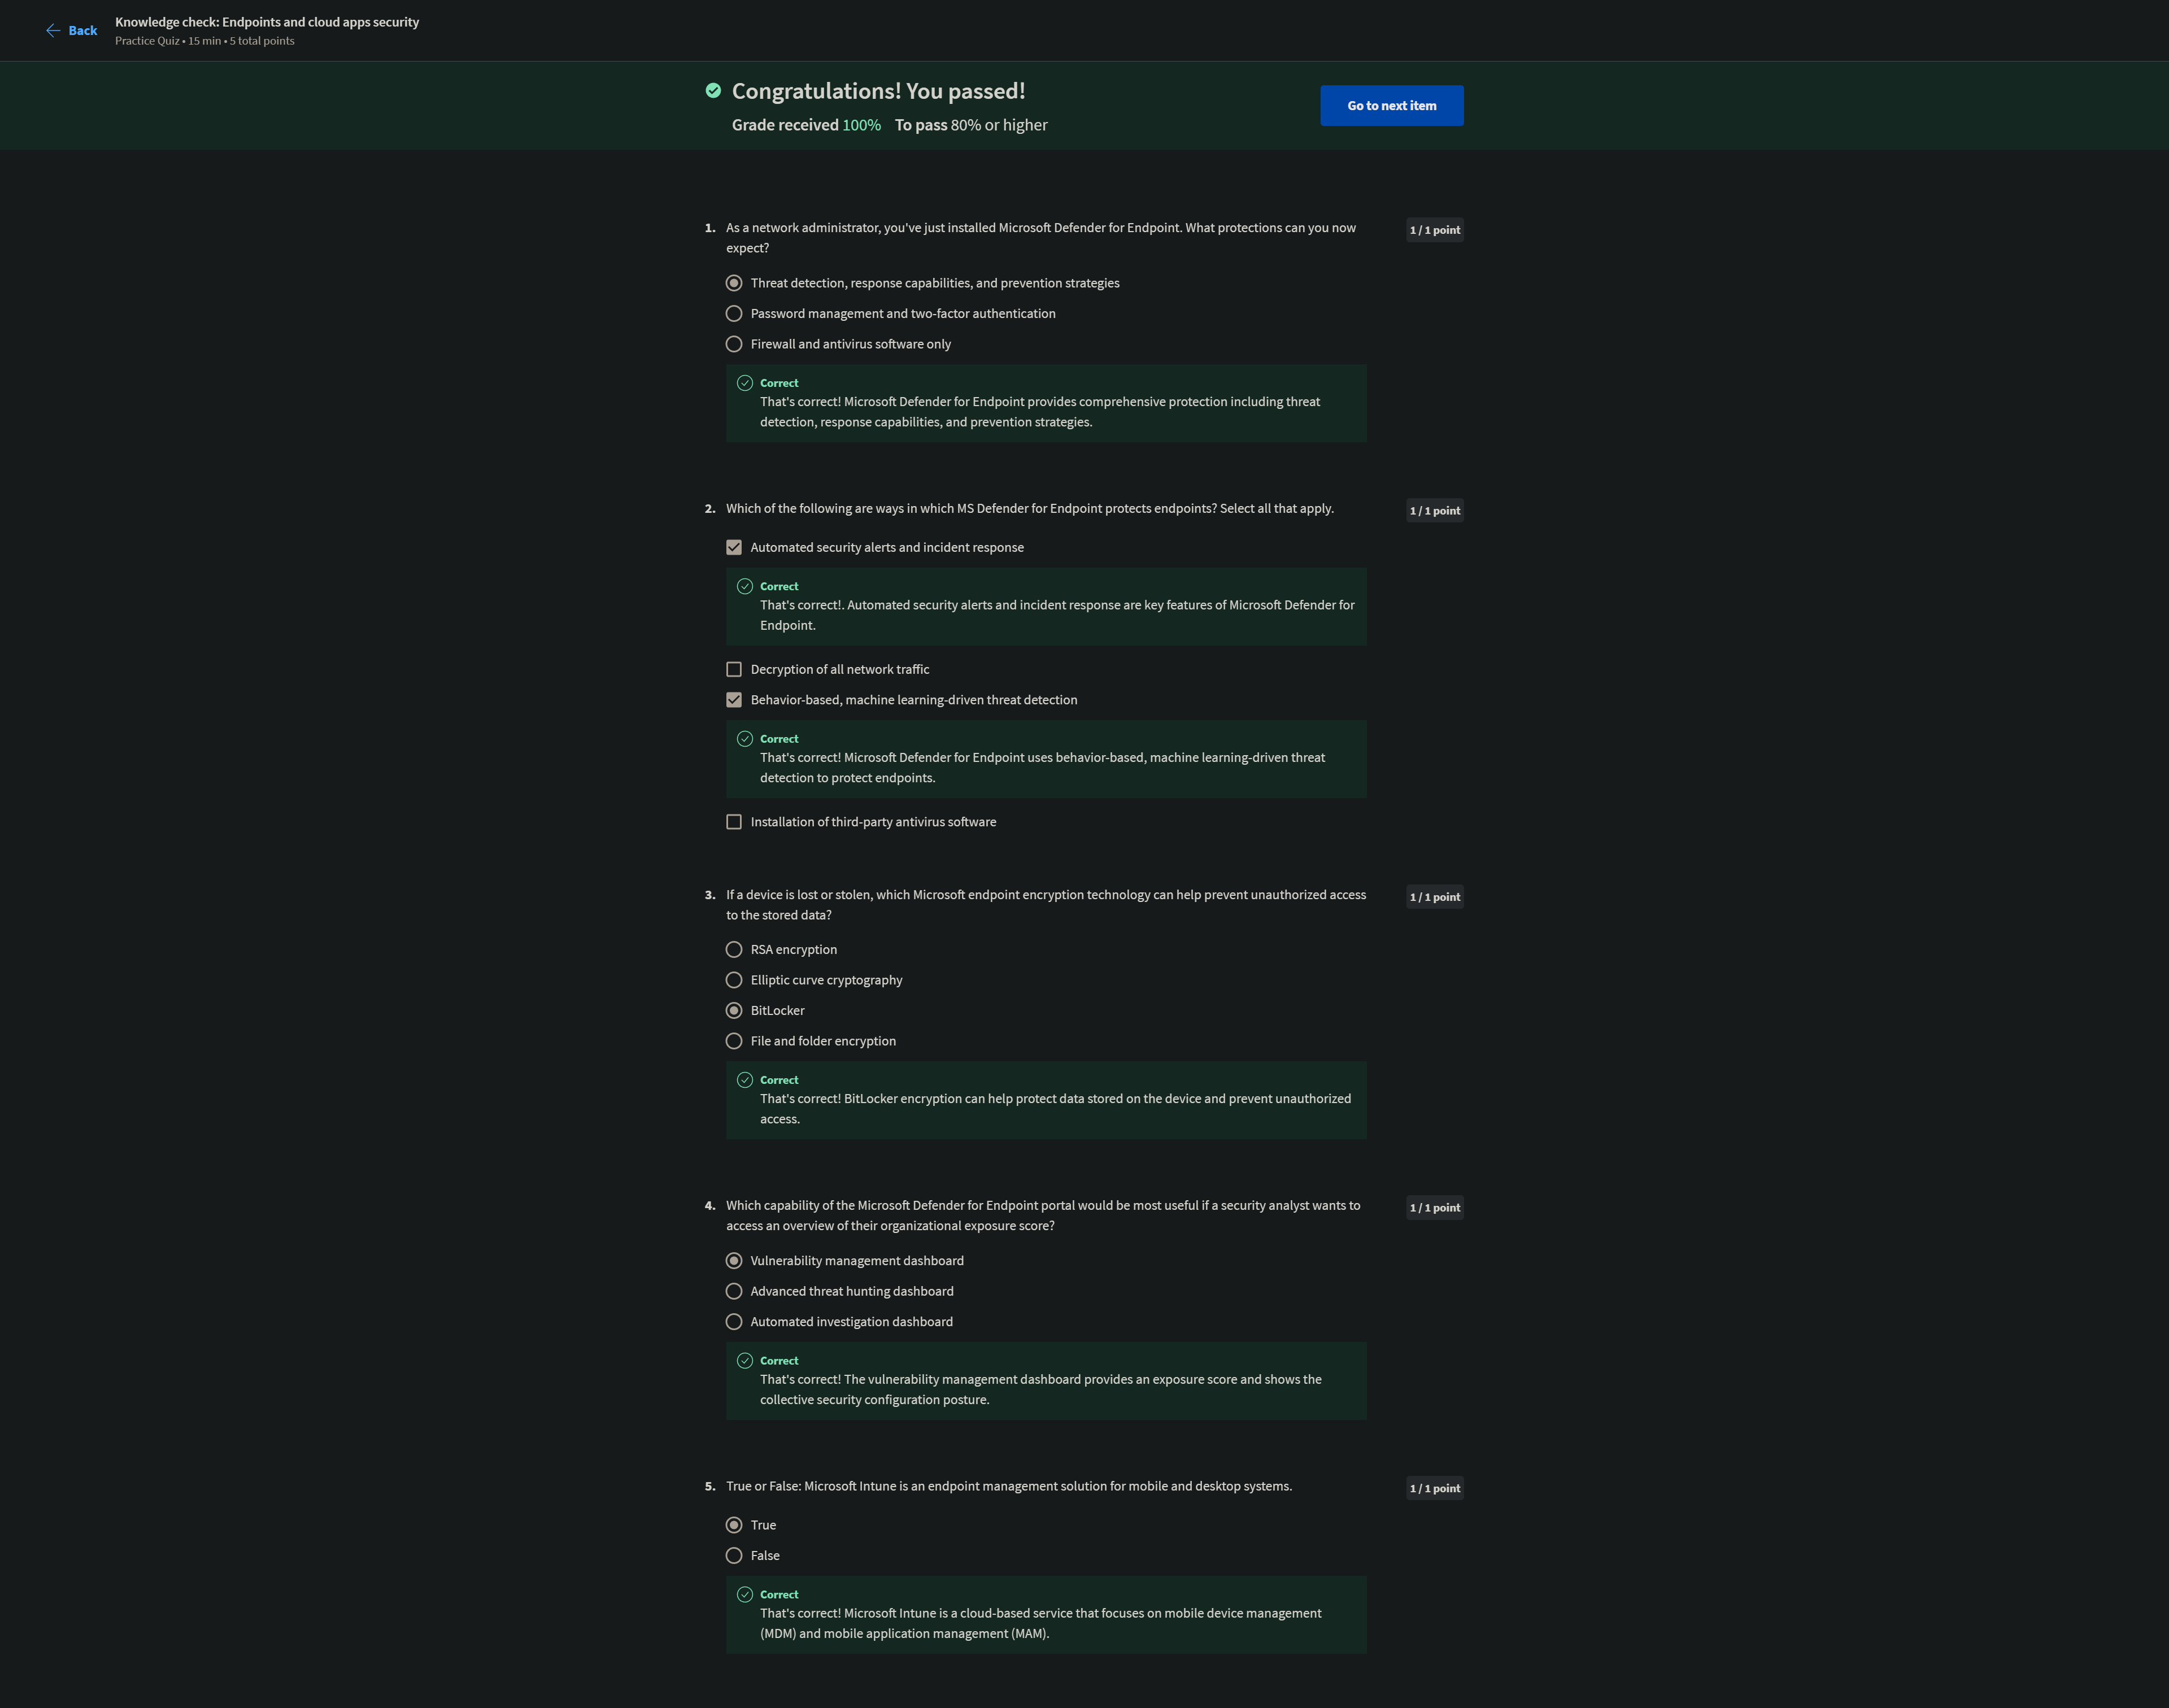 Back
Knowledge check: Endpoints and cloud apps security
Practice Quiz • 15 min • 5 total points
Congratulations! You passed!
Grade received 100% To pass 80% or higher
Go to next item
1. As a network administrator, you've just installed Microsoft Defender for Endpoint. What protections can you now
expect?
1 / 1 point
Threat detection, response capabilities, and prevention strategies
Password management and two-factor authentication
Firewall and antivirus software only
Correct
That's correct! Microsoft Defender for Endpoint provides comprehensive protection including threat
detection, response capabilities, and prevention strategies.
2. Which of the following are ways in which MS Defender for Endpoint protects endpoints? Select all that apply.
1 / 1 point
Automated security alerts and incident response
Correct
That's correct!. Automated security alerts and incident response are key features of Microsoft Defender for
Endpoint.
Decryption of all network traffic
Behavior-based, machine learning-driven threat detection
Correct
That's correct! Microsoft Defender for Endpoint uses behavior-based, machine learning-driven threat
detection to protect endpoints.
Installation of third-party antivirus software
3. If a device is lost or stolen, which Microsoft endpoint encryption technology can help prevent unauthorized access
to the stored data?
1 / 1 point
RSA encryption
Elliptic curve cryptography
BitLocker
File and folder encryption
Correct
That's correct! BitLocker encryption can help protect data stored on the device and prevent unauthorized
access.
4. Which capability of the Microsoft Defender for Endpoint portal would be most useful if a security analyst wants to
access an overview of their organizational exposure score?
1 / 1 point
Vulnerability management dashboard
Advanced threat hunting dashboard
Automated investigation dashboard
Correct
That's correct! The vulnerability management dashboard provides an exposure score and shows the
collective security configuration posture.
5. True or False: Microsoft Intune is an endpoint management solution for mobile and desktop systems.
1 / 1 point
True
False
Correct
That's correct! Microsoft Intune is a cloud-based service that focuses on mobile device management
(MDM) and mobile application management (MAM).